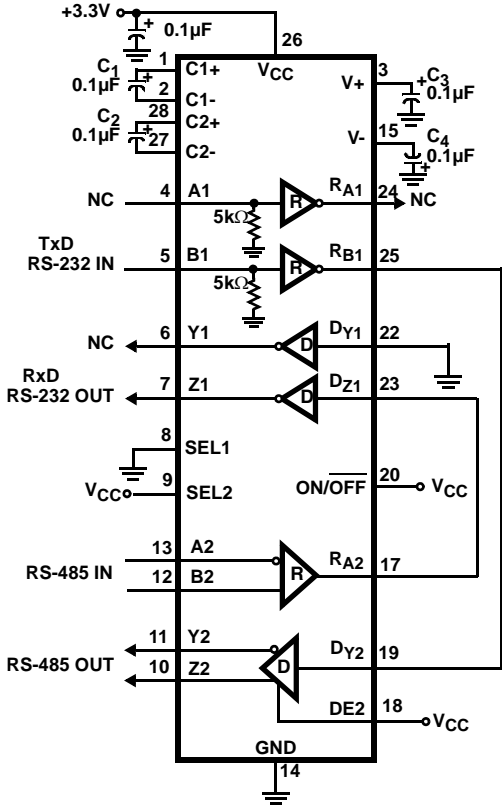 +3.3V
0.1µF
26
VCC
C1
0.1µF
1
C1+
2
C1-
C2
0.1µF
28
C2+
27
C2-
3
V+
C3
0.1µF
15
V-
C4
0.1µF
NC
4
A1
5kΩ
R
RA1
24
NC
TxD
RS-232 IN
5
B1
5kΩ
R
RB1
25
NC
6
Y1
D
DY1
22
RxD
RS-232 OUT
7
Z1
D
DZ1
23
8
SEL1
VCC
9
SEL2
ON/OFF
20
VCC
RS-485 IN
13
A2
12
B2
R
RA2
17
RS-485 OUT
11
Y2
10
Z2
D
DY2
19
DE2
18
VCC
GND
14